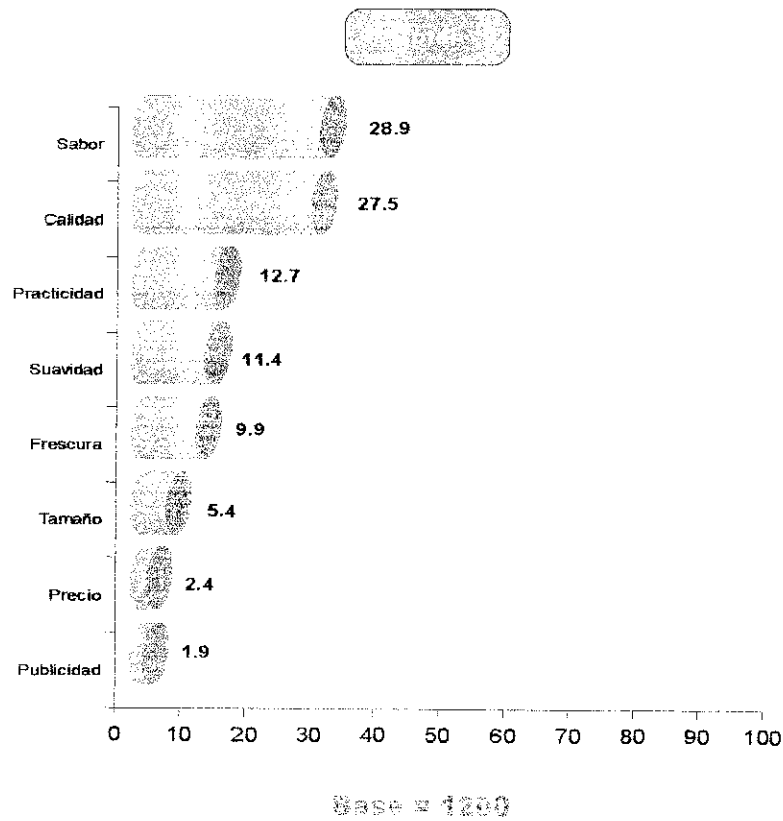 Sabor 28.9
Calidad 27.5
Practicidad 12.7
Suavidad 11.4
Frescura 9.9
Tamaño 5.4
Precio 2.4
Publicidad 1.9
0 10 20 30 40 50 60 70 80 90 100
Base = 1200